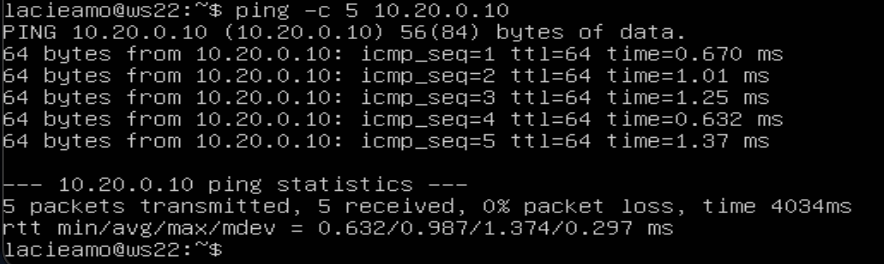 lacieamo@ws22:~$ ping -c 5 10.20.0.10
PING 10.20.0.10 (10.20.0.10) 56(84) bytes of data.
64 bytes from 10.20.0.10: icmp_seq=1 ttl=64 time=0.670 ms
64 bytes from 10.20.0.10: icmp_seq=2 ttl=64 time=1.01 ms
64 bytes from 10.20.0.10: icmp_seq=3 ttl=64 time=1.25 ms
64 bytes from 10.20.0.10: icmp_seq=4 ttl=64 time=0.632 ms
64 bytes from 10.20.0.10: icmp_seq=5 ttl=64 time=1.37 ms

--- 10.20.0.10 ping statistics ---
5 packets transmitted, 5 received, 0% packet loss, time 4034ms
rtt min/avg/max/mdev = 0.632/0.987/1.374/0.297 ms
lacieamo@ws22:~$